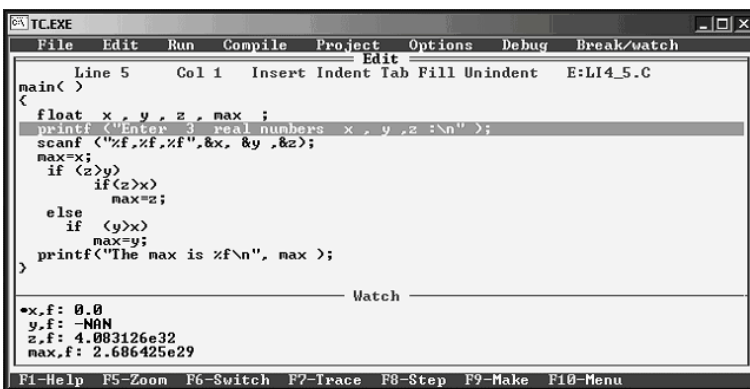 TC.EXE
File Edit Run Compile Project Options Debug Break/watch
Edit
Line 5 Col 1 Insert Indent Tab Fill Unindent E:LI4_5.C
main( )
{
float x , y , z , max ;
printf ("Enter 3 real numbers x , y ,z :\n" );
scanf ("%f,%f,%f",&x, &y ,&z);
max=x;
if (z>y)
if(z>x)
max=z;
else
if (y>x)
max=y;
printf("The max is %f\n", max );
}
Watch
•x,f: 0.0
y,f: -NAN
z,f: 4.083126e32
max,f: 2.686425e29
F1-Help F5-Zoom F6-Switch F7-Trace F8-Step F9-Make F10-Menu